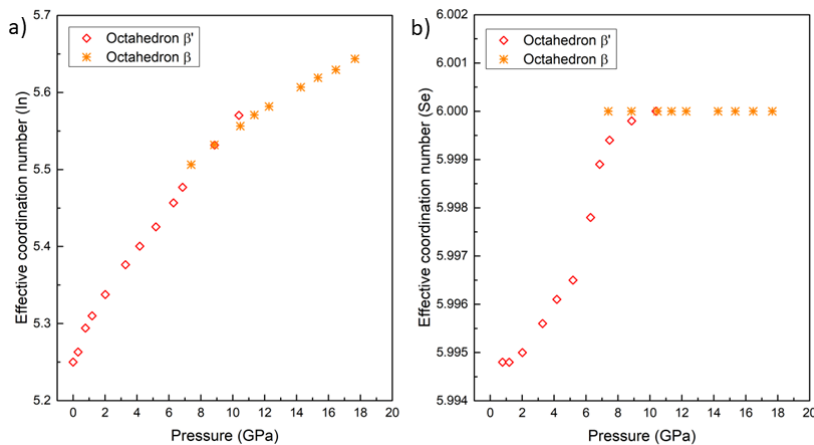 a)
Octahedron β'
Octahedron β
Effective coordination number (In)
5.7
5.6
5.5
5.4
5.3
5.2
0 2 4 6 8 10 12 14 16 18 20
Pressure (GPa)
b)
Octahedron β'
Octahedron β
Effective coordination number (Se)
6.002
6.001
6.000
5.999
5.998
5.997
5.996
5.995
5.994
0 2 4 6 8 10 12 14 16 18 20
Pressure (GPa)